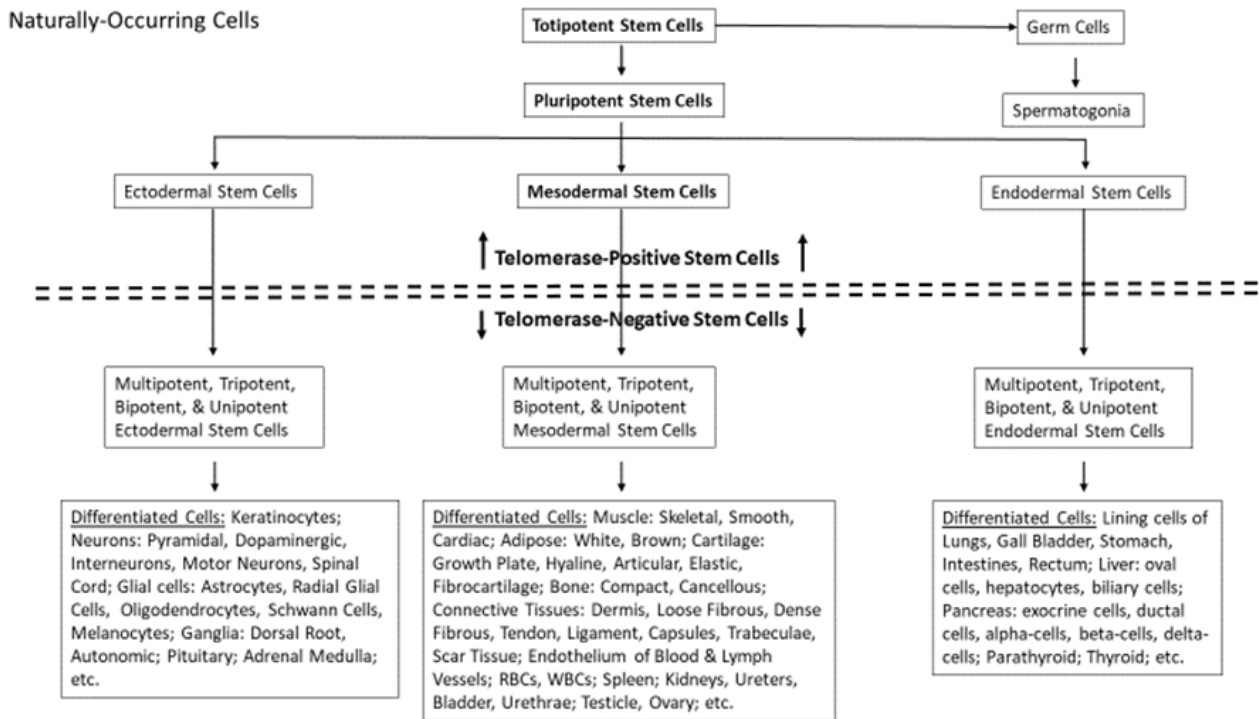 Naturally-Occurring Cells
Totipotent Stem Cells
Germ Cells
Pluripotent Stem Cells
Spermatogonia
Ectodermal Stem Cells
Mesodermal Stem Cells
Endodermal Stem Cells
Telomerase-Positive Stem Cells
Telomerase-Negative Stem Cells
Multipotent, Tripotent,
Bipotent, & Unipotent
Ectodermal Stem Cells
Multipotent, Tripotent,
Bipotent, & Unipotent
Mesodermal Stem Cells
Multipotent, Tripotent,
Bipotent, & Unipotent
Endodermal Stem Cells
Differentiated Cells: Keratinocytes;
Neurons: Pyramidal, Dopaminergic,
Interneurons, Motor Neurons, Spinal
Cord; Glial cells: Astrocytes, Radial Glial
Cells, Oligodendrocytes, Schwann Cells,
Melanocytes; Ganglia: Dorsal Root,
Autonomic; Pituitary; Adrenal Medulla;
etc.
Differentiated Cells: Muscle: Skeletal, Smooth,
Cardiac; Adipose: White, Brown; Cartilage:
Growth Plate, Hyaline, Articular, Elastic,
Fibrocartilage; Bone: Compact, Cancellous;
Connective Tissues: Dermis, Loose Fibrous, Dense
Fibrous, Tendon, Ligament, Capsules, Trabeculae,
Scar Tissue; Endothelium of Blood & Lymph
Vessels; RBCs, WBCs; Spleen; Kidneys, Ureters,
Bladder, Urethrae; Testicle, Ovary; etc.
Differentiated Cells: Lining cells of
Lungs, Gall Bladder, Stomach,
Intestines, Rectum; Liver: oval
cells, hepatocytes, biliary cells;
Pancreas: exocrine cells, ductal
cells, alpha-cells, beta-cells, delta-
cells; Parathyroid; Thyroid; etc.